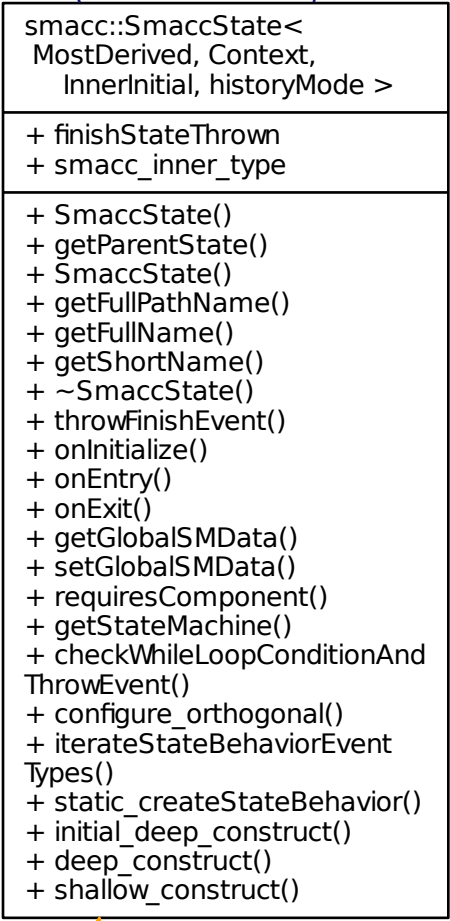 smacc::SmaccState<
MostDerived, Context,
InnerInitial, historyMode >
+ finishStateThrown
+ smacc_inner_type
+ SmaccState()
+ getParentState()
+ SmaccState()
+ getFullPathName()
+ getFullName()
+ getShortName()
+ ~SmaccState()
+ throwFinishEvent()
+ onInitialize()
+ onEntry()
+ onExit()
+ getGlobalSMData()
+ setGlobalSMData()
+ requiresComponent()
+ getStateMachine()
+ checkWhileLoopConditionAnd
ThrowEvent()
+ configure_orthogonal()
+ iterateStateBehaviorEvent
Types()
+ static_createStateBehavior()
+ initial_deep_construct()
+ deep_construct()
+ shallow_construct()